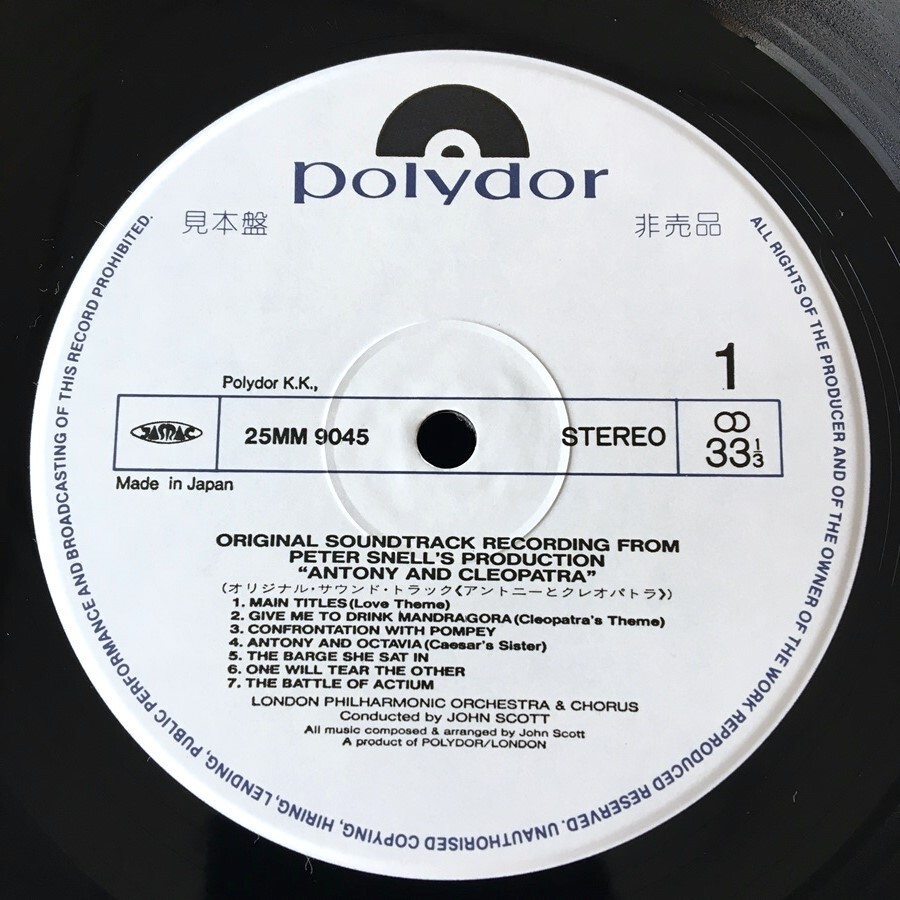 polydor
見本盤
非売品
1
Polydor K.K.,
JASRAC
25MM 9045
STEREO
33 1/3
Made in Japan
ORIGINAL SOUNDTRACK RECORDING FROM
PETER SNELL'S PRODUCTION
"ANTONY AND CLEOPATRA"
(オリジナル・サウンド・トラック《アントニーとクレオパトラ》)
1. MAIN TITLES (Love Theme)
2. GIVE ME TO DRINK MANDRAGORA (Cleopatra's Theme)
3. CONFRONTATION WITH POMPEY
4. ANTONY AND OCTAVIA (Caesar's Sister)
5. THE BARGE SHE SAT IN
6. ONE WILL TEAR THE OTHER
7. THE BATTLE OF ACTIUM
LONDON PHILHARMONIC ORCHESTRA & CHORUS
Conducted by JOHN SCOTT
All music composed & arranged by John Scott
A product of POLYDOR/LONDON
ALL RIGHTS OF THE PRODUCER AND OF THE OWNER OF THE WORK REPRODUCED RESERVED. UNAUTHORISED COPYING, HIRING, LENDING, PUBLIC PERFORMANCE AND BROADCASTING OF THIS RECORD PROHIBITED.